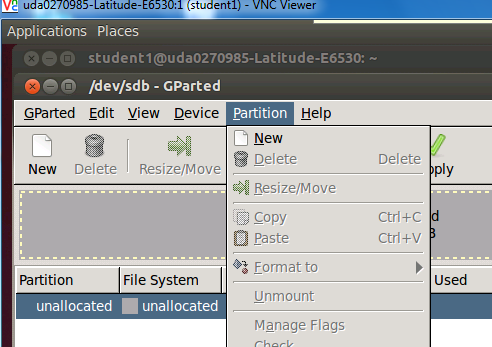 uda0270985-Latitude-E6530:1 (student1) - VNC Viewer
Applications Places
student1@uda0270985-Latitude-E6530: ~
/dev/sdb - GParted
GParted Edit View Device Partition Help
New Delete Resize/Move
New
Delete Delete
Resize/Move
Copy Ctrl+C
Paste Ctrl+V
Format to
Unmount
Manage Flags
Check
Partition File System Used
unallocated unallocated